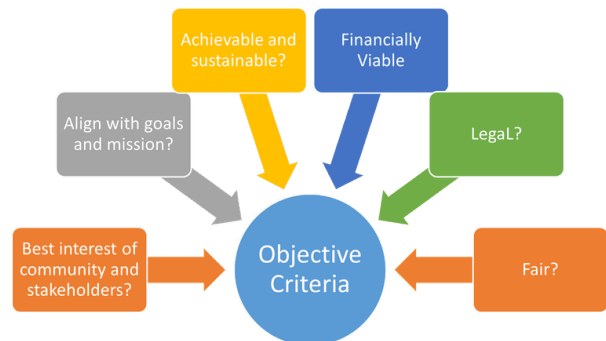 Achievable and
sustainable?
Financially
Viable
Align with goals
and mission?
LegaL?
Best interest of
community and
stakeholders?
Objective
Criteria
Fair?